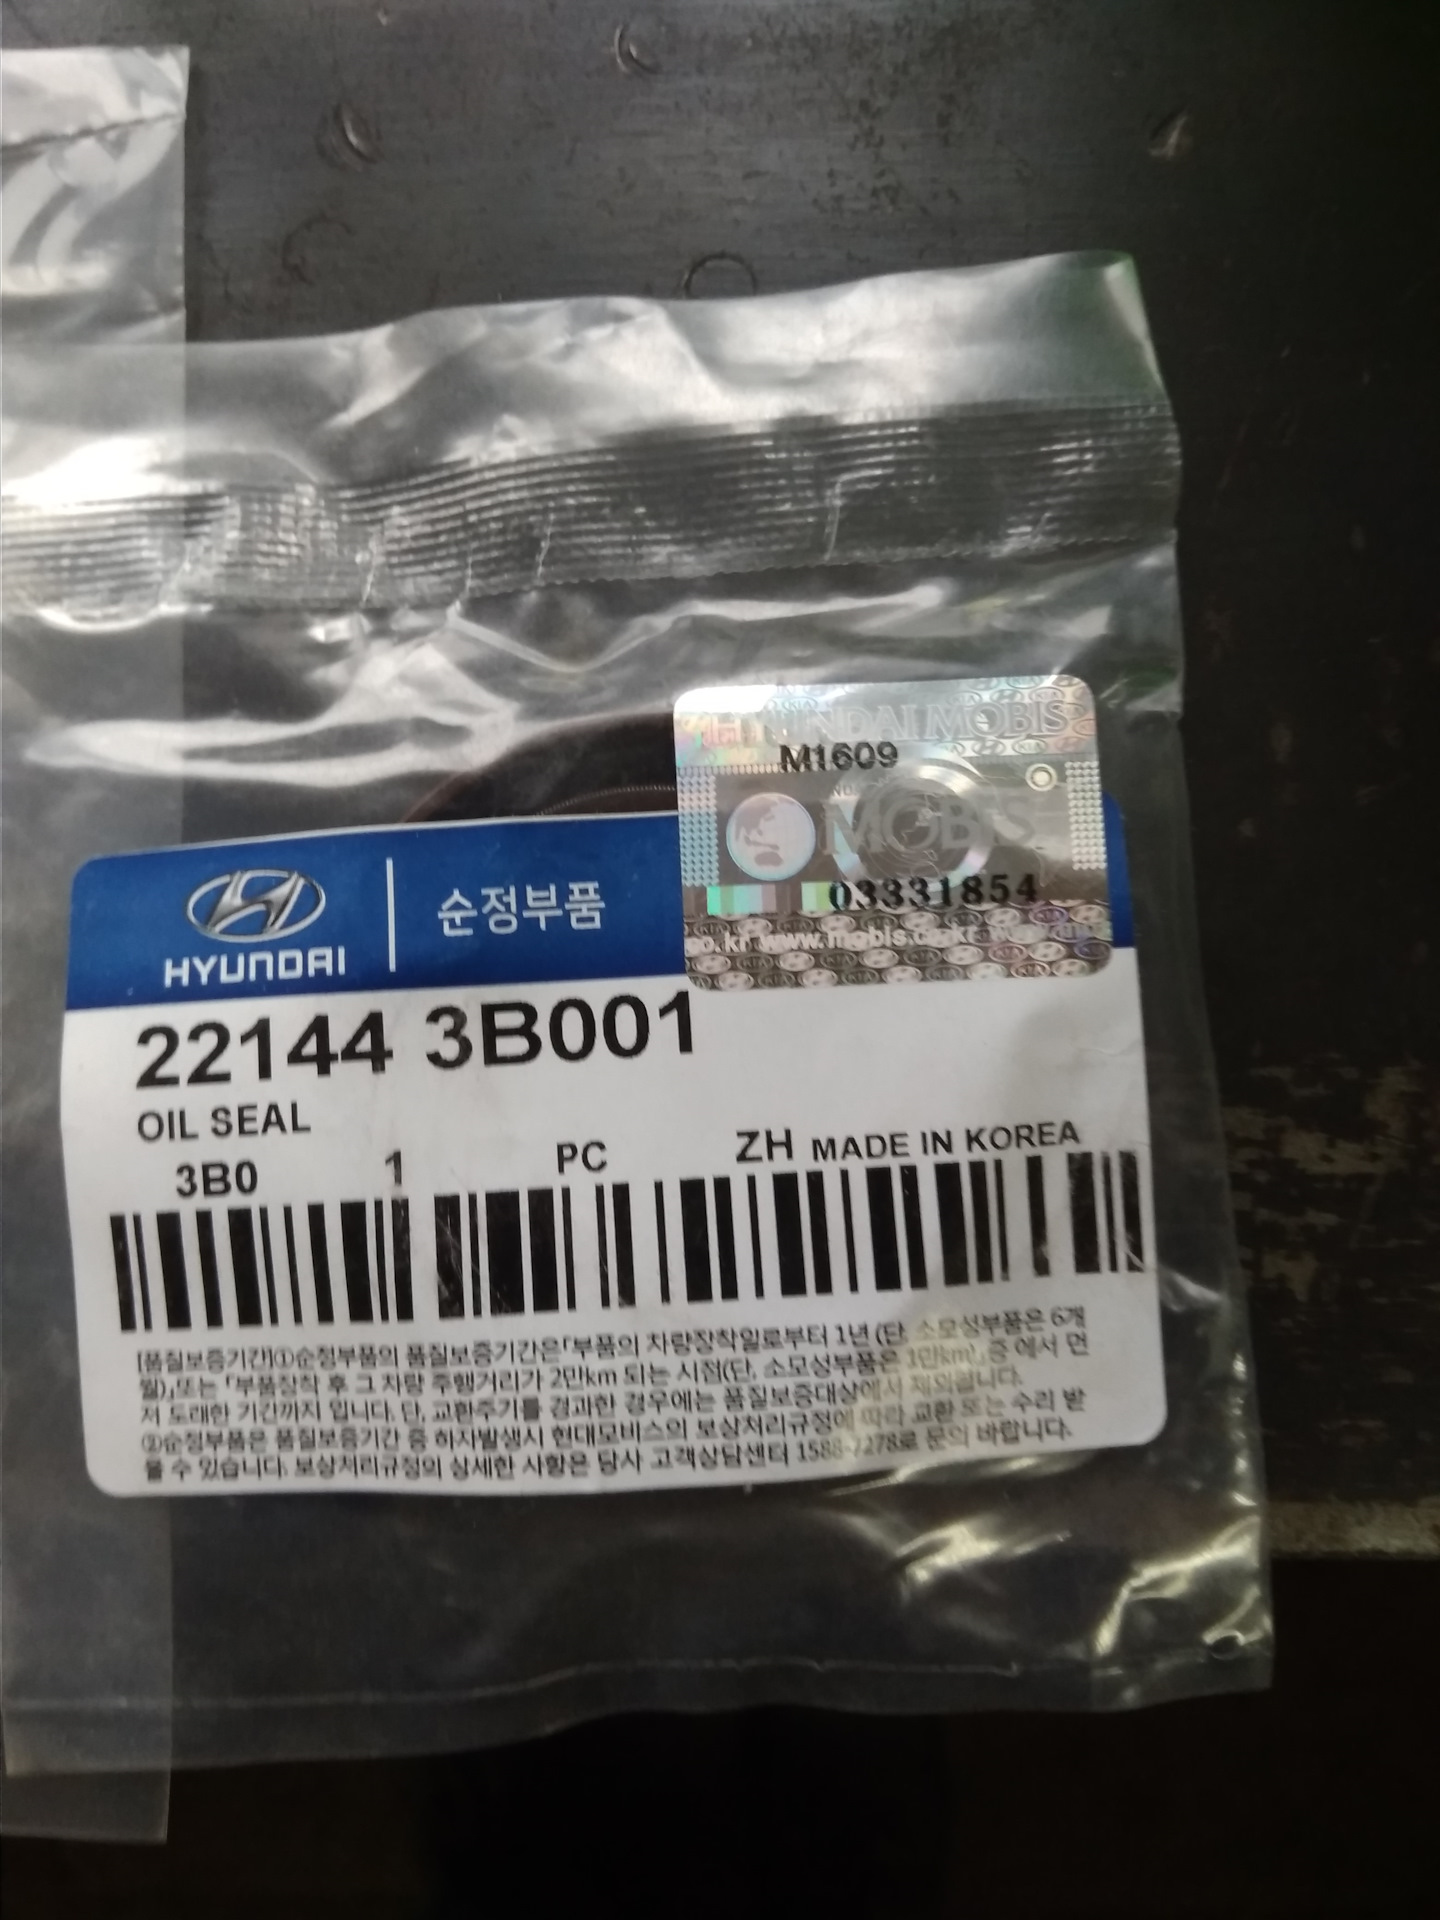 HYUNDAI MOBIS
M1609
MOBIS
03331854
go.kr www.mobis.co.kr www.
HYUNDAI
순정부품
22144 3B001
OIL SEAL
3B0 1 PC ZH MADE IN KOREA
[품질보증기간]①순정부품의 품질보증기간은「부품의 차량장착일로부터 1년 (단, 소모성부품은 6개
월)」또는 「부품장착 후 그 차량 주행거리가 2만km 되는 시점(단, 소모성부품은 1만km)」중 에서 먼
저 도래한 기간까지 입니다. 단, 교환주기를 경과한 경우에는 품질보증대상에서 제외됩니다.
②순정부품은 품질보증기간 중 하자발생시 현대모비스의 보상처리규정에 따라 교환 또는 수리 받
을 수 있습니다. 보상처리규정의 상세한 사항은 당사 고객상담센터 1588-7278로 문의 바랍니다.